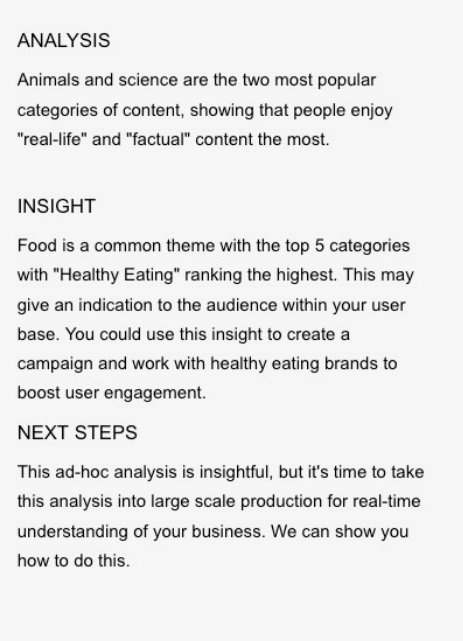 ANALYSIS
Animals and science are the two most popular
categories of content, showing that people enjoy
"real-life" and "factual" content the most.
INSIGHT
Food is a common theme with the top 5 categories
with "Healthy Eating" ranking the highest. This may
give an indication to the audience within your user
base. You could use this insight to create a
campaign and work with healthy eating brands to
boost user engagement.
NEXT STEPS
This ad-hoc analysis is insightful, but it's time to take
this analysis into large scale production for real-time
understanding of your business. We can show you
how to do this.